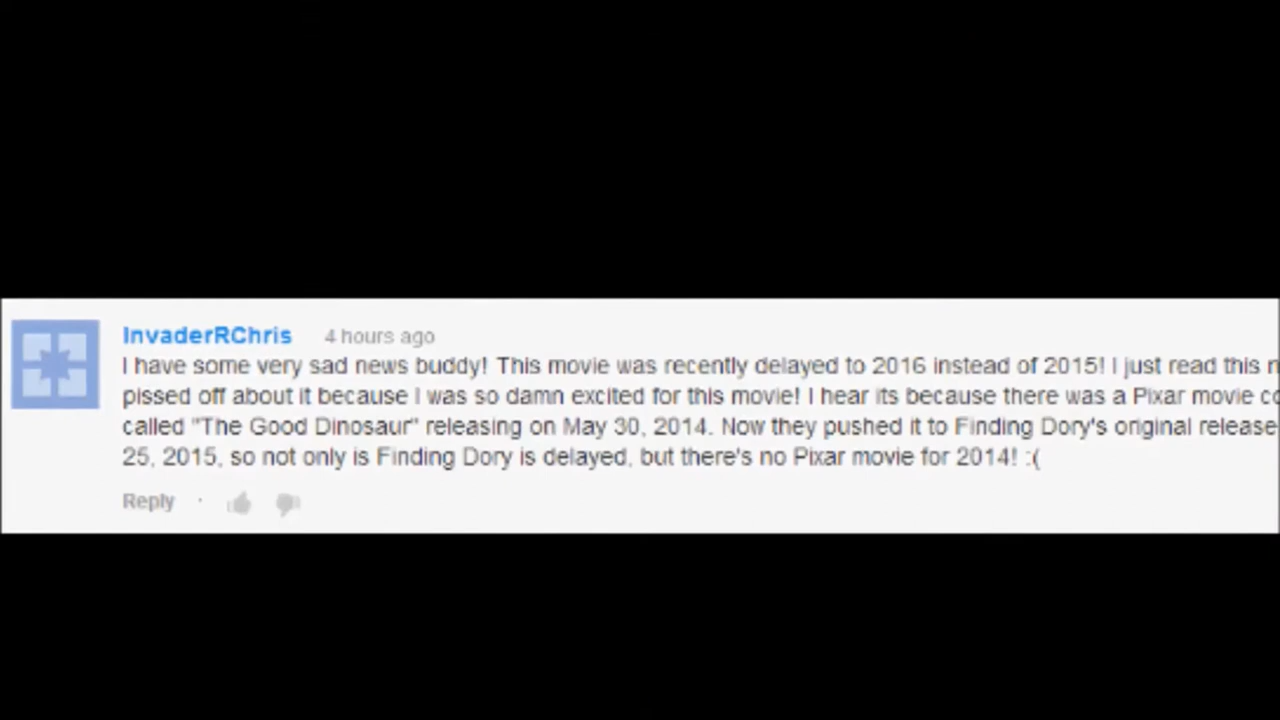 InvaderRChris 4 hours ago
I have some very sad news buddy! This movie was recently delayed to 2016 instead of 2015! I just read this
pissed off about it because I was so damn excited for this movie! I hear its because there was a Pixar movie
called "The Good Dinosaur" releasing on May 30, 2014. Now they pushed it to Finding Dory's original release
25, 2015, so not only is Finding Dory is delayed, but there's no Pixar movie for 2014! :(
Reply ·